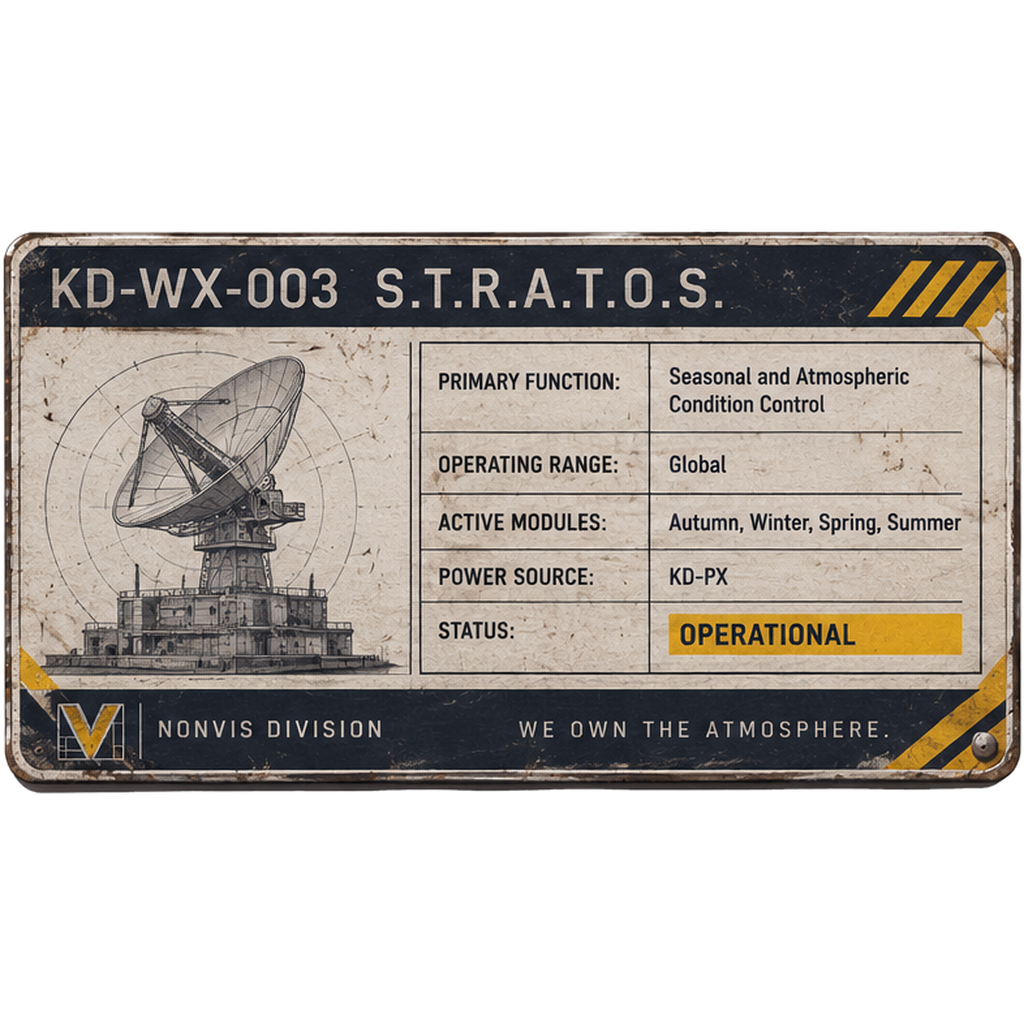 KD-WX-003 S.T.R.A.T.O.S.
PRIMARY FUNCTION:
Seasonal and Atmospheric
Condition Control
OPERATING RANGE:
Global
ACTIVE MODULES:
Autumn, Winter, Spring, Summer
POWER SOURCE:
KD-PX
STATUS:
OPERATIONAL
V
NONVIS DIVISION
WE OWN THE ATMOSPHERE.